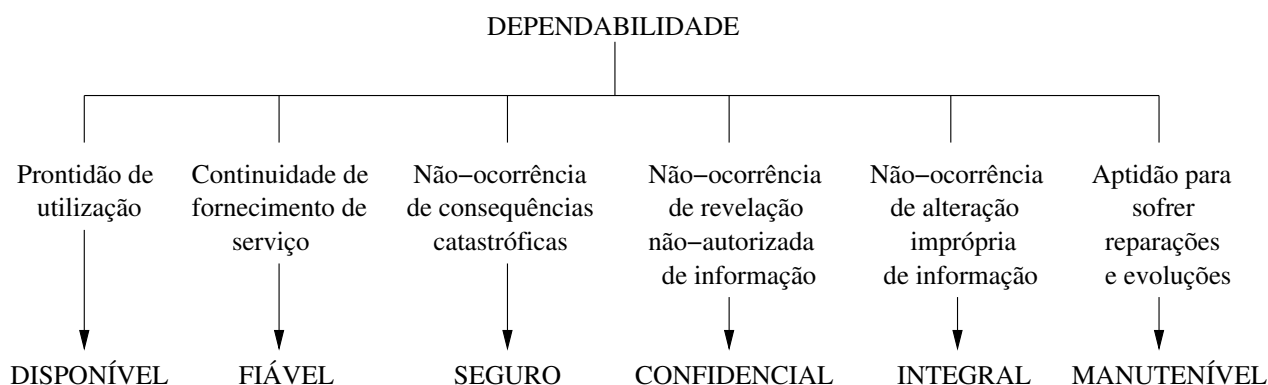 DEPENDABILIDADE
Prontidão de
utilização
Continuidade de
fornecimento de
serviço
Não−ocorrência
de consequências
catastróficas
Não−ocorrência
de revelação
não−autorizada
de informação
Não−ocorrência
de alteração
imprópria
de informação
Aptidão para
sofrer
reparações
e evoluções
DISPONÍVEL
FIÁVEL
SEGURO
CONFIDENCIAL
INTEGRAL
MANUTENÍVEL